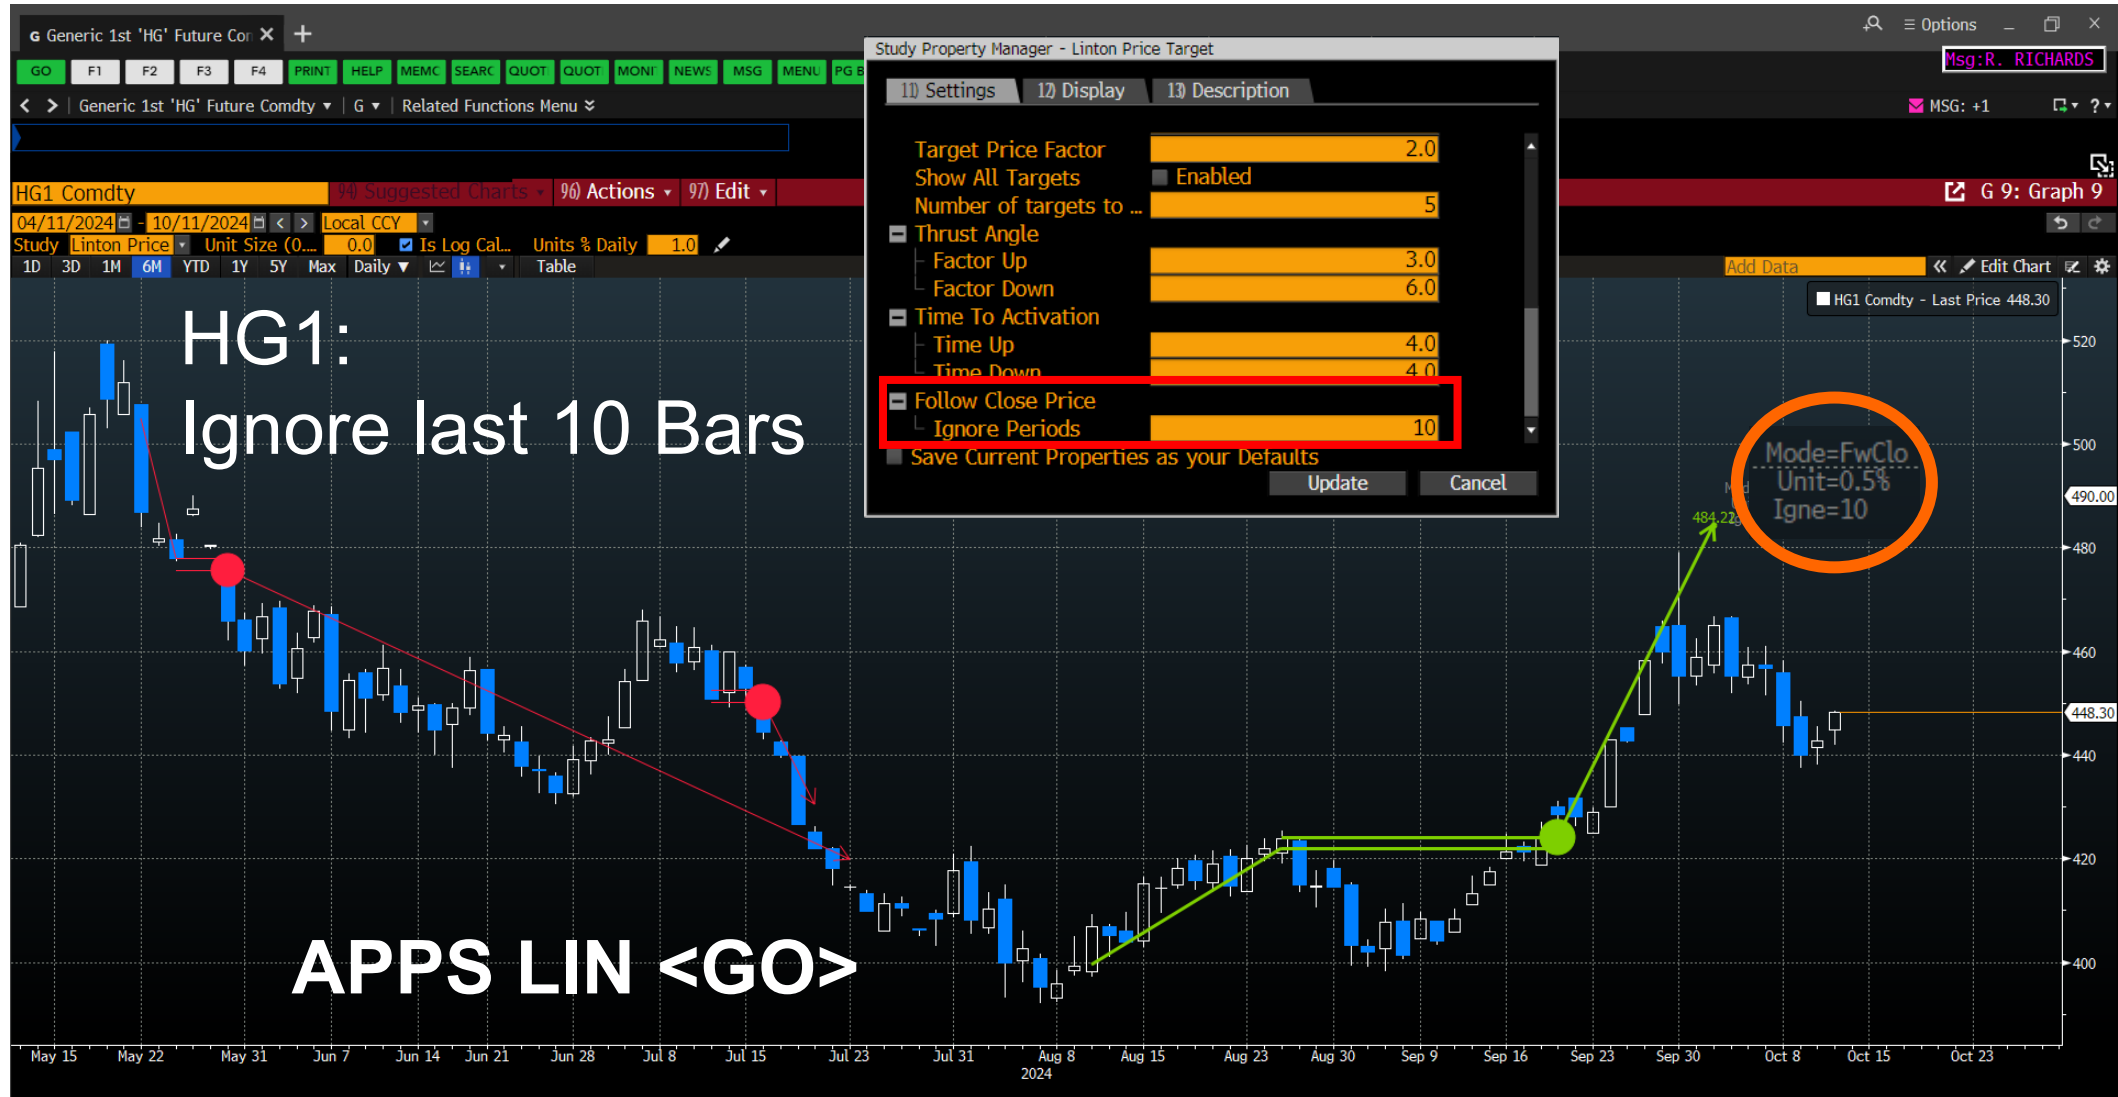 G Generic 1st 'HG' Future Con X +
Options
GO F1 F2 F3 F4 PRINT HELP MEMC SEARC QUOT QUOT MONI NEWS MSG MENU PG B
Msg:R. RICHARDS
< > Generic 1st 'HG' Future Comdty G Related Functions Menu
MSG: +1 ?
HG1 Comdty 94) Suggested Charts 96) Actions 97) Edit G 9: Graph 9
04/11/2024 - 10/11/2024 < > Local CCY
Study Linton Price Unit Size (0.... 0.0 Is Log Cal... Units % Daily 1.0
1D 3D 1M 6M YTD 1Y 5Y Max Daily Table Add Data « Edit Chart
Study Property Manager - Linton Price Target
11) Settings 12) Display 13) Description
Target Price Factor 2.0
Show All Targets Enabled
Number of targets to ... 5
Thrust Angle
Factor Up 3.0
Factor Down 6.0
Time To Activation
Time Up 4.0
Time Down 4.0
Follow Close Price
Ignore Periods 10
Save Current Properties as your Defaults
Update Cancel
HG1 Comdty - Last Price 448.30
HG1:
Ignore last 10 Bars
Mode=FwClo
Unit=0.5%
Igne=10
484.22
520
500
490.00
480
460
448.30
440
420
400
APPS LIN <GO>
May 15 May 22 May 31 Jun 7 Jun 14 Jun 21 Jun 28 Jul 8 Jul 15 Jul 23 Jul 31 Aug 8 Aug 15 Aug 23 Aug 30 Sep 9 Sep 16 Sep 23 Sep 30 Oct 8 Oct 15 Oct 23
2024